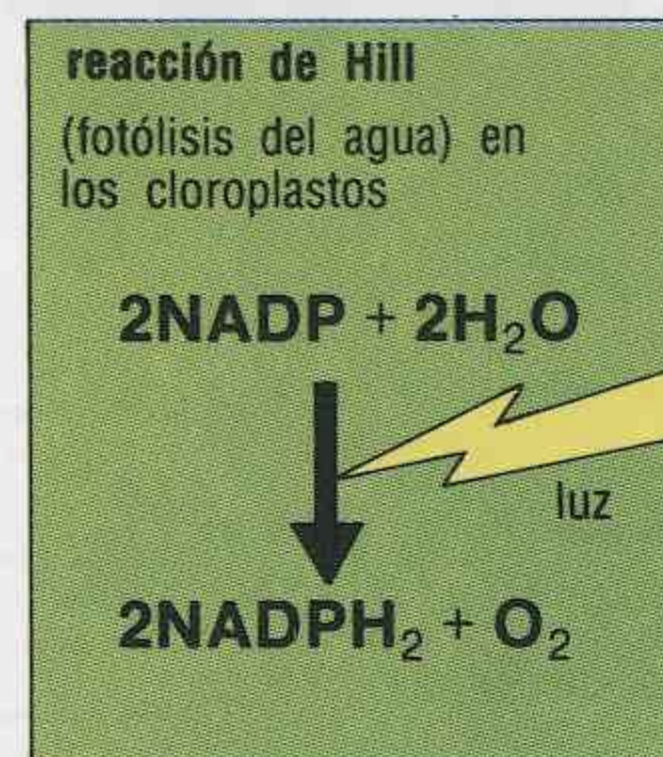 reacción de Hill
(fotólisis del agua) en
los cloroplastos
2NADP + 2H₂O
luz
2NADPH₂ + O₂